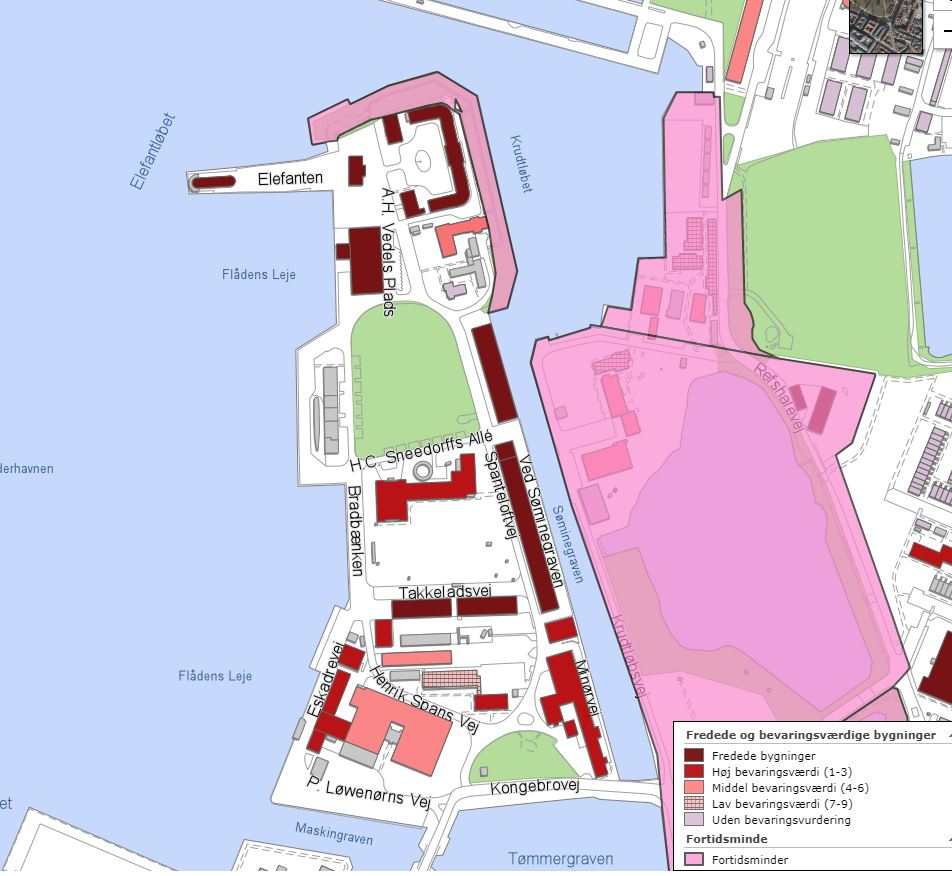 Elefantløbet
Elefanten
Krudtløbet
A.H. Vedels Plads
Flådens Leje
Refshalevej
H.C. Sneedorffs Allé
derhavnen
Bradbænken
Spanteloftvej
Ved Søminegraven
Søminegraven
Takkeladsvej
Krudtløbsvej
Flådens Leje
Eskadrevej
Henrik Spans Vej
Minørvej
P. Løwenørns Vej
Kongebrovej
et
Maskingraven
Tømmergraven
Fredede og bevaringsværdige bygninger
Fredede bygninger
Høj bevaringsværdi (1-3)
Middel bevaringsværdi (4-6)
Lav bevaringsværdi (7-9)
Uden bevaringsvurdering
Fortidsminde
Fortidsminder